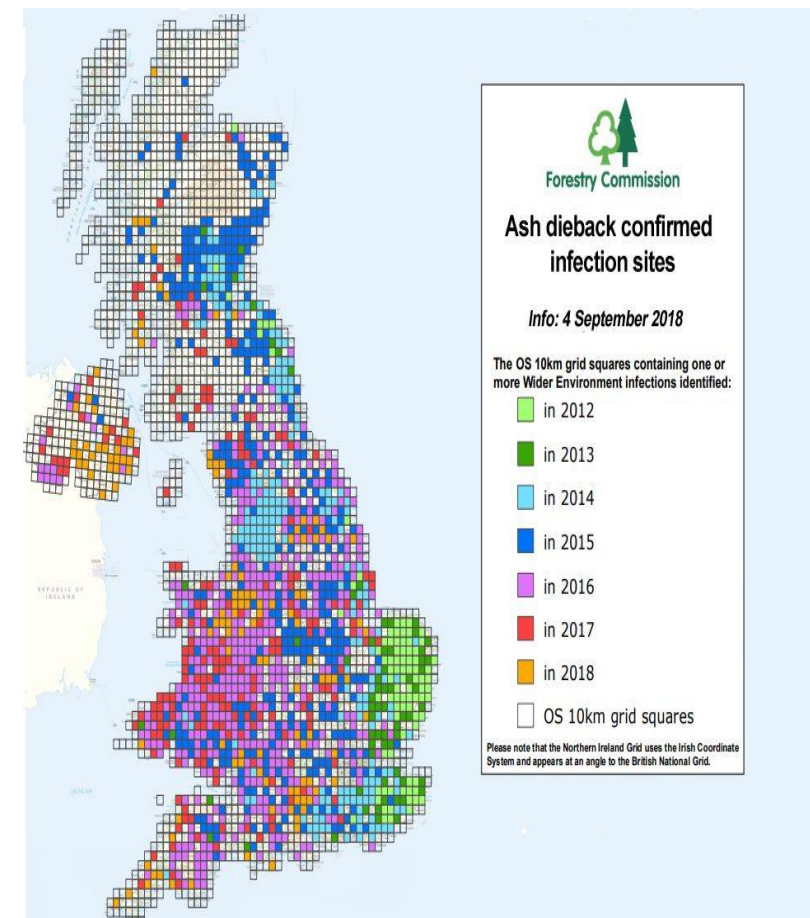 Forestry Commission
Ash dieback confirmed
infection sites
Info: 4 September 2018
The OS 10km grid squares containing one or
more Wider Environment infections identified:
in 2012
in 2013
in 2014
in 2015
in 2016
in 2017
in 2018
OS 10km grid squares
Please note that the Northern Ireland Grid uses the Irish Coordinate
System and appears at an angle to the British National Grid.
REPUBLIC OF
IRELAND